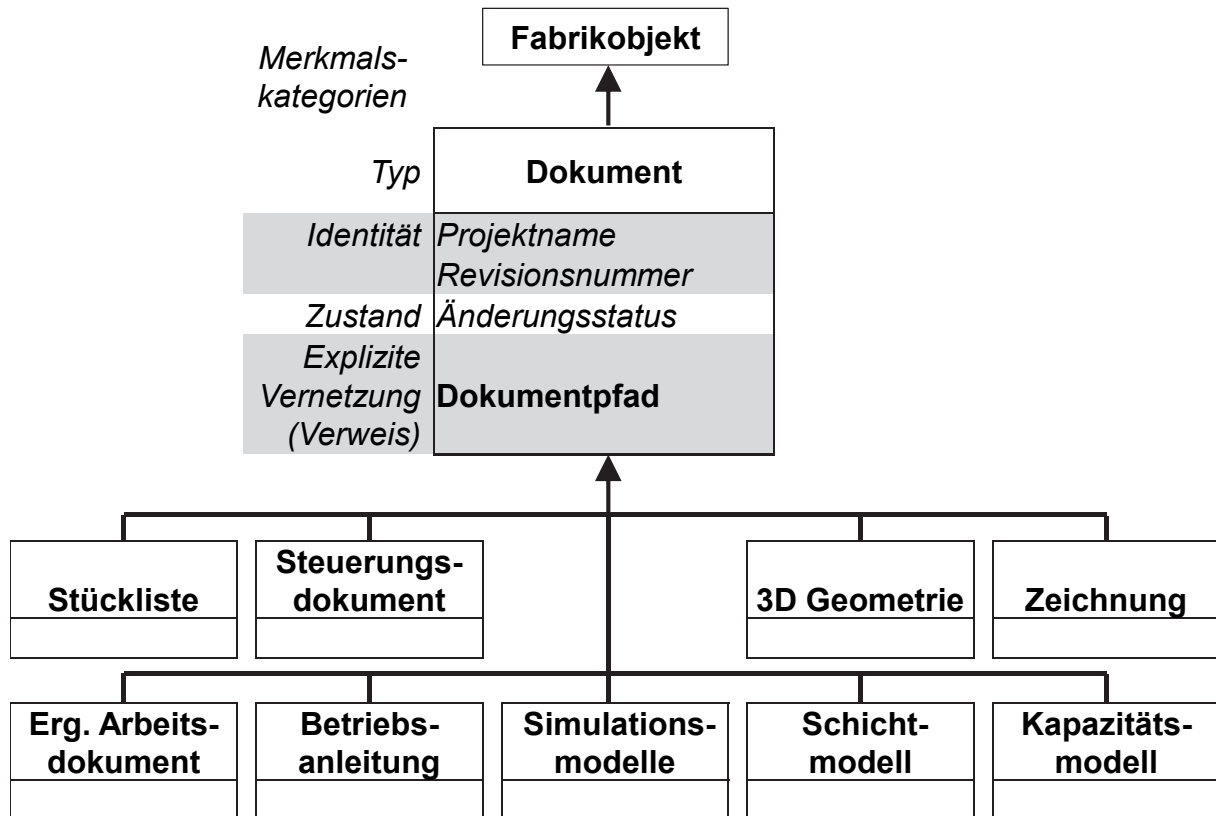 Fabrikobjekt
Merkmals-
kategorien
Typ Dokument
Identität Projektname
Revisionsnummer
Zustand Änderungsstatus
Explizite
Vernetzung Dokumentpfad
(Verweis)
Stückliste
Steuerungs-
dokument
3D Geometrie
Zeichnung
Erg. Arbeits-
dokument
Betriebs-
anleitung
Simulations-
modelle
Schicht-
modell
Kapazitäts-
modell